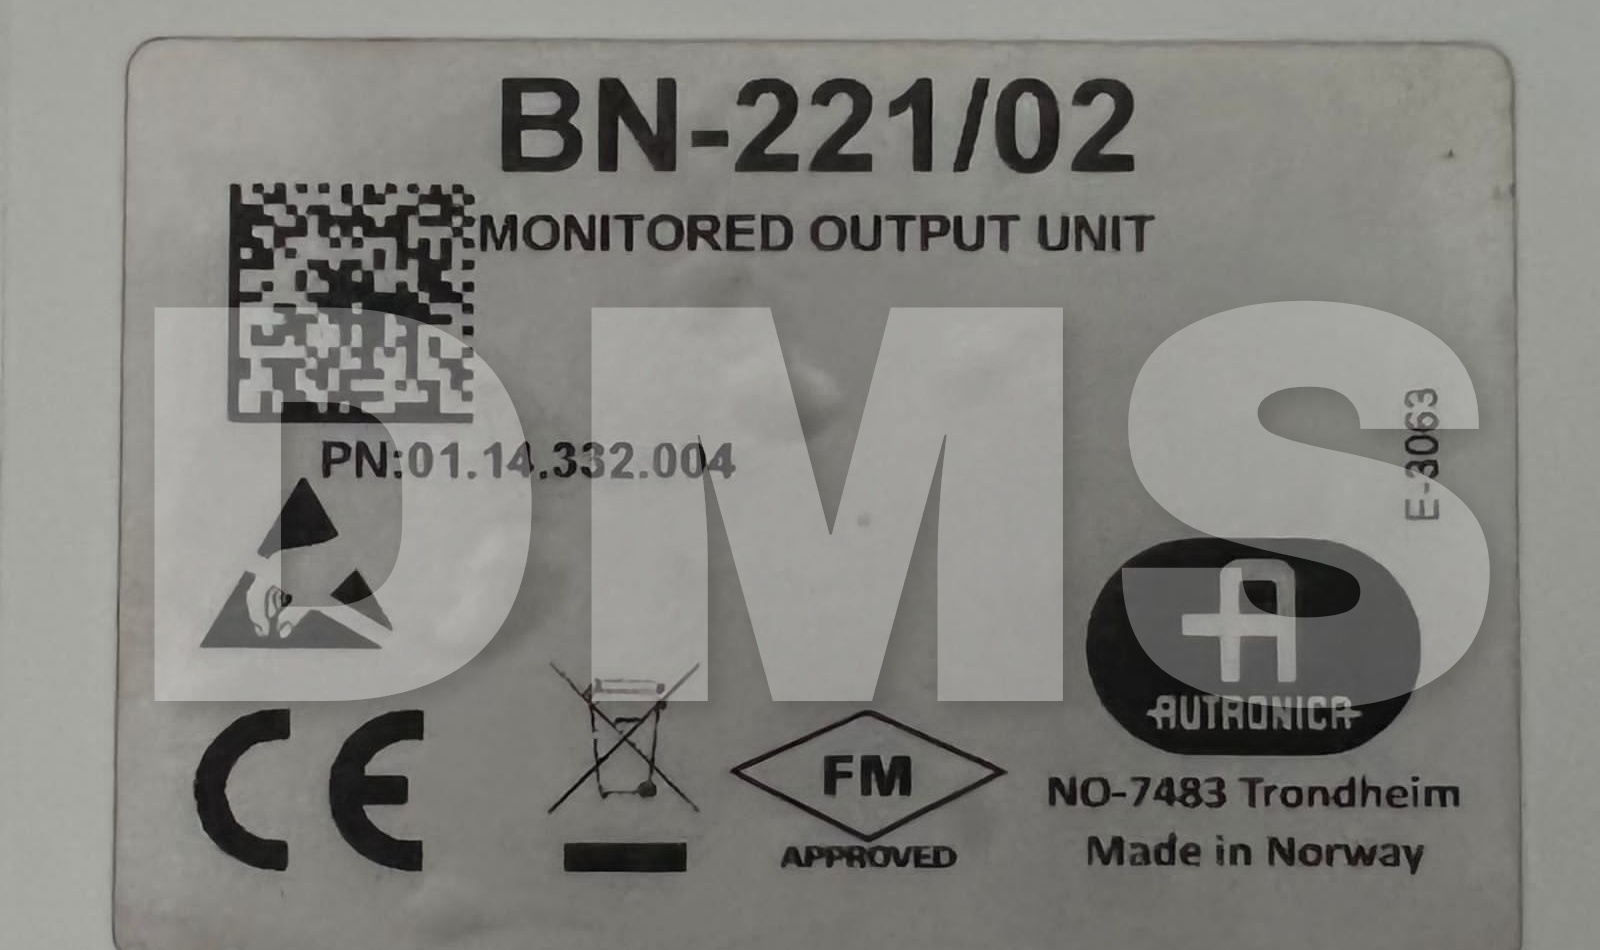 BN-221/02
MONITORED OUTPUT UNIT
DMS
PN:01.14.332.004
E-3063
AUTRONICA
CE
FM
APPROVED
NO-7483 Trondheim
Made in Norway